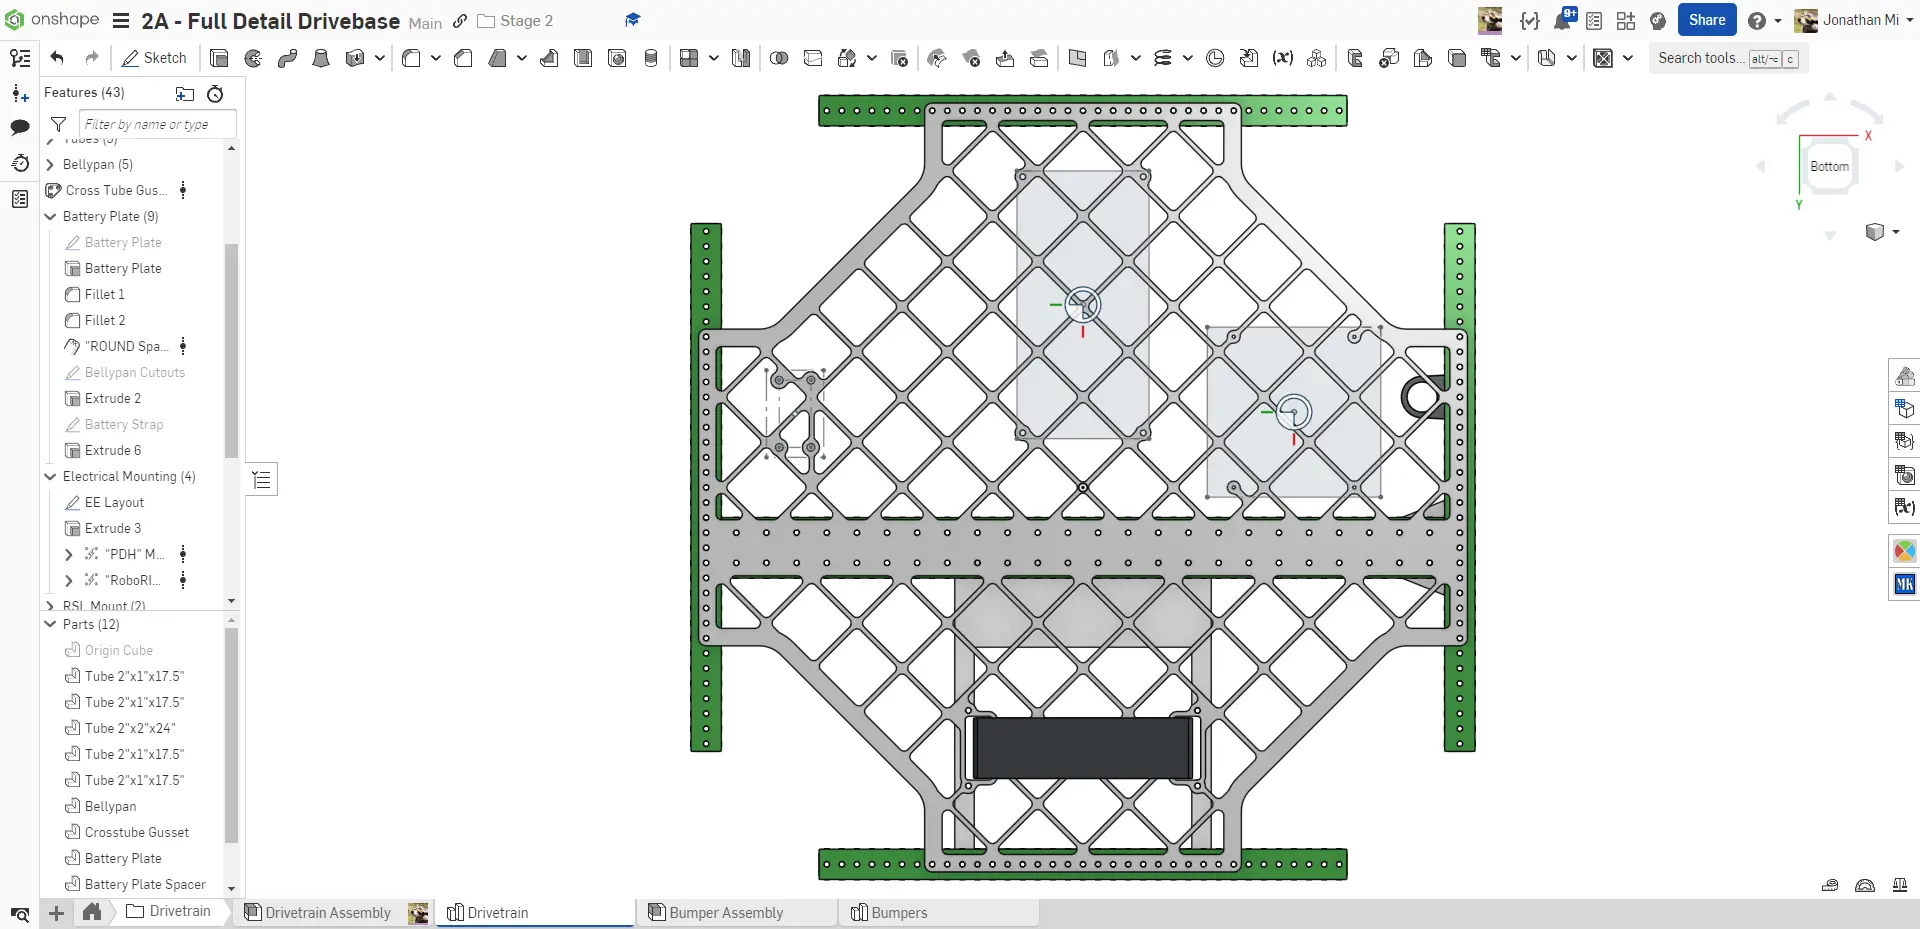 onshape 2A - Full Detail Drivebase Main Stage 2 9+ Share Jonathan Mi
Sketch Search tools... alt/⌥ c
Features (43)
Filter by name or type
Tubes (5)
Bellypan (5)
Cross Tube Gus...
Battery Plate (9)
Battery Plate
Battery Plate
Fillet 1
Fillet 2
"ROUND Spa...
Bellypan Cutouts
Extrude 2
Battery Strap
Extrude 6
Electrical Mounting (4)
EE Layout
Extrude 3
"PDH" M...
"RoboRI...
RSL Mount (2)
Parts (12)
Origin Cube
Tube 2"x1"x17.5"
Tube 2"x1"x17.5"
Tube 2"x2"x24"
Tube 2"x1"x17.5"
Tube 2"x1"x17.5"
Bellypan
Crosstube Gusset
Battery Plate
Battery Plate Spacer
X
Bottom
Y
MK
Drivetrain Drivetrain Assembly Drivetrain Bumper Assembly Bumpers